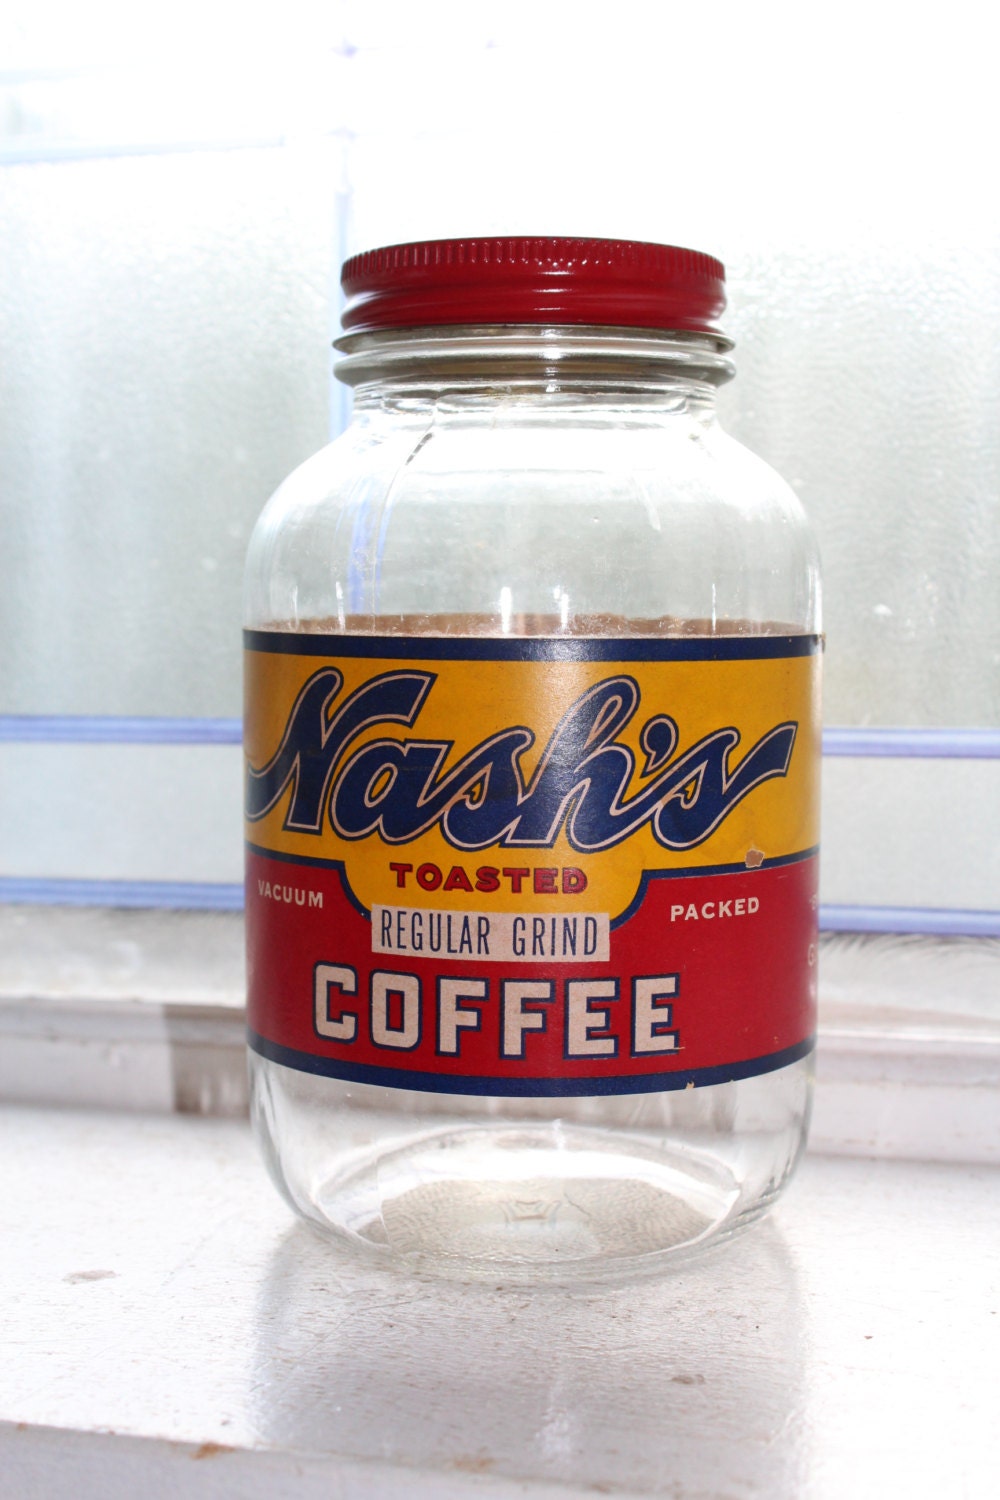 Nash's
TOASTED
VACUUM PACKED
REGULAR GRIND
COFFEE